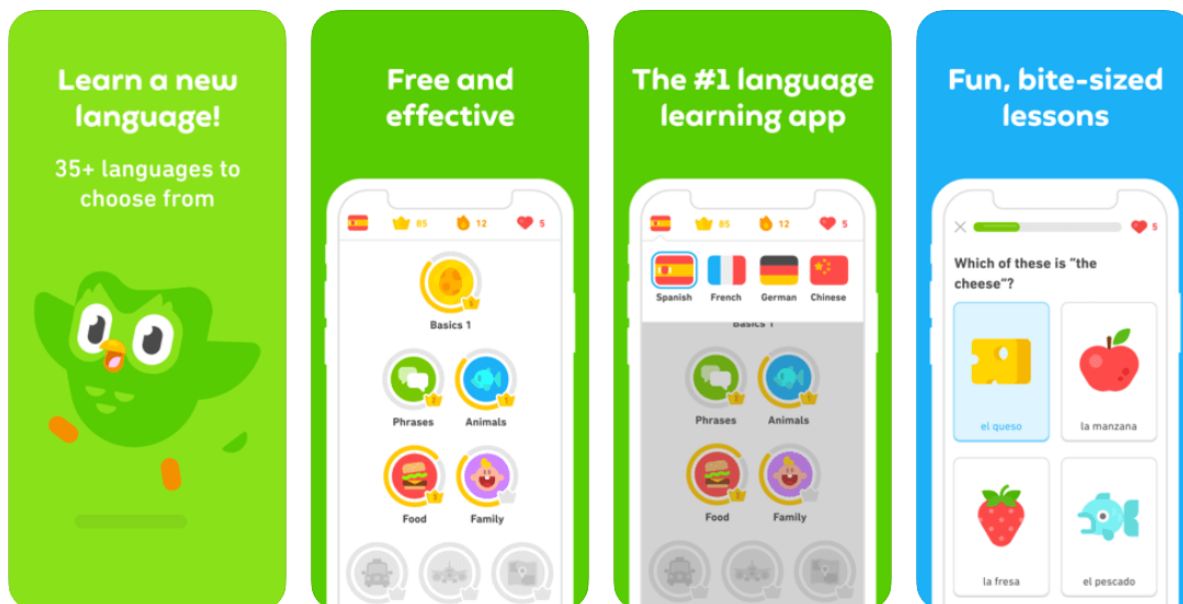 Learn a new
language!
35+ languages to
choose from
Free and
effective
85
12
5
Basics 1
Phrases
Animals
Food
Family
The #1 language
learning app
85
12
5
Spanish
French
German
Chinese
Basics 1
Phrases
Animals
Food
Family
Fun, bite-sized
lessons
5
Which of these is "the
cheese"?
el queso
la manzana
la fresa
el pescado